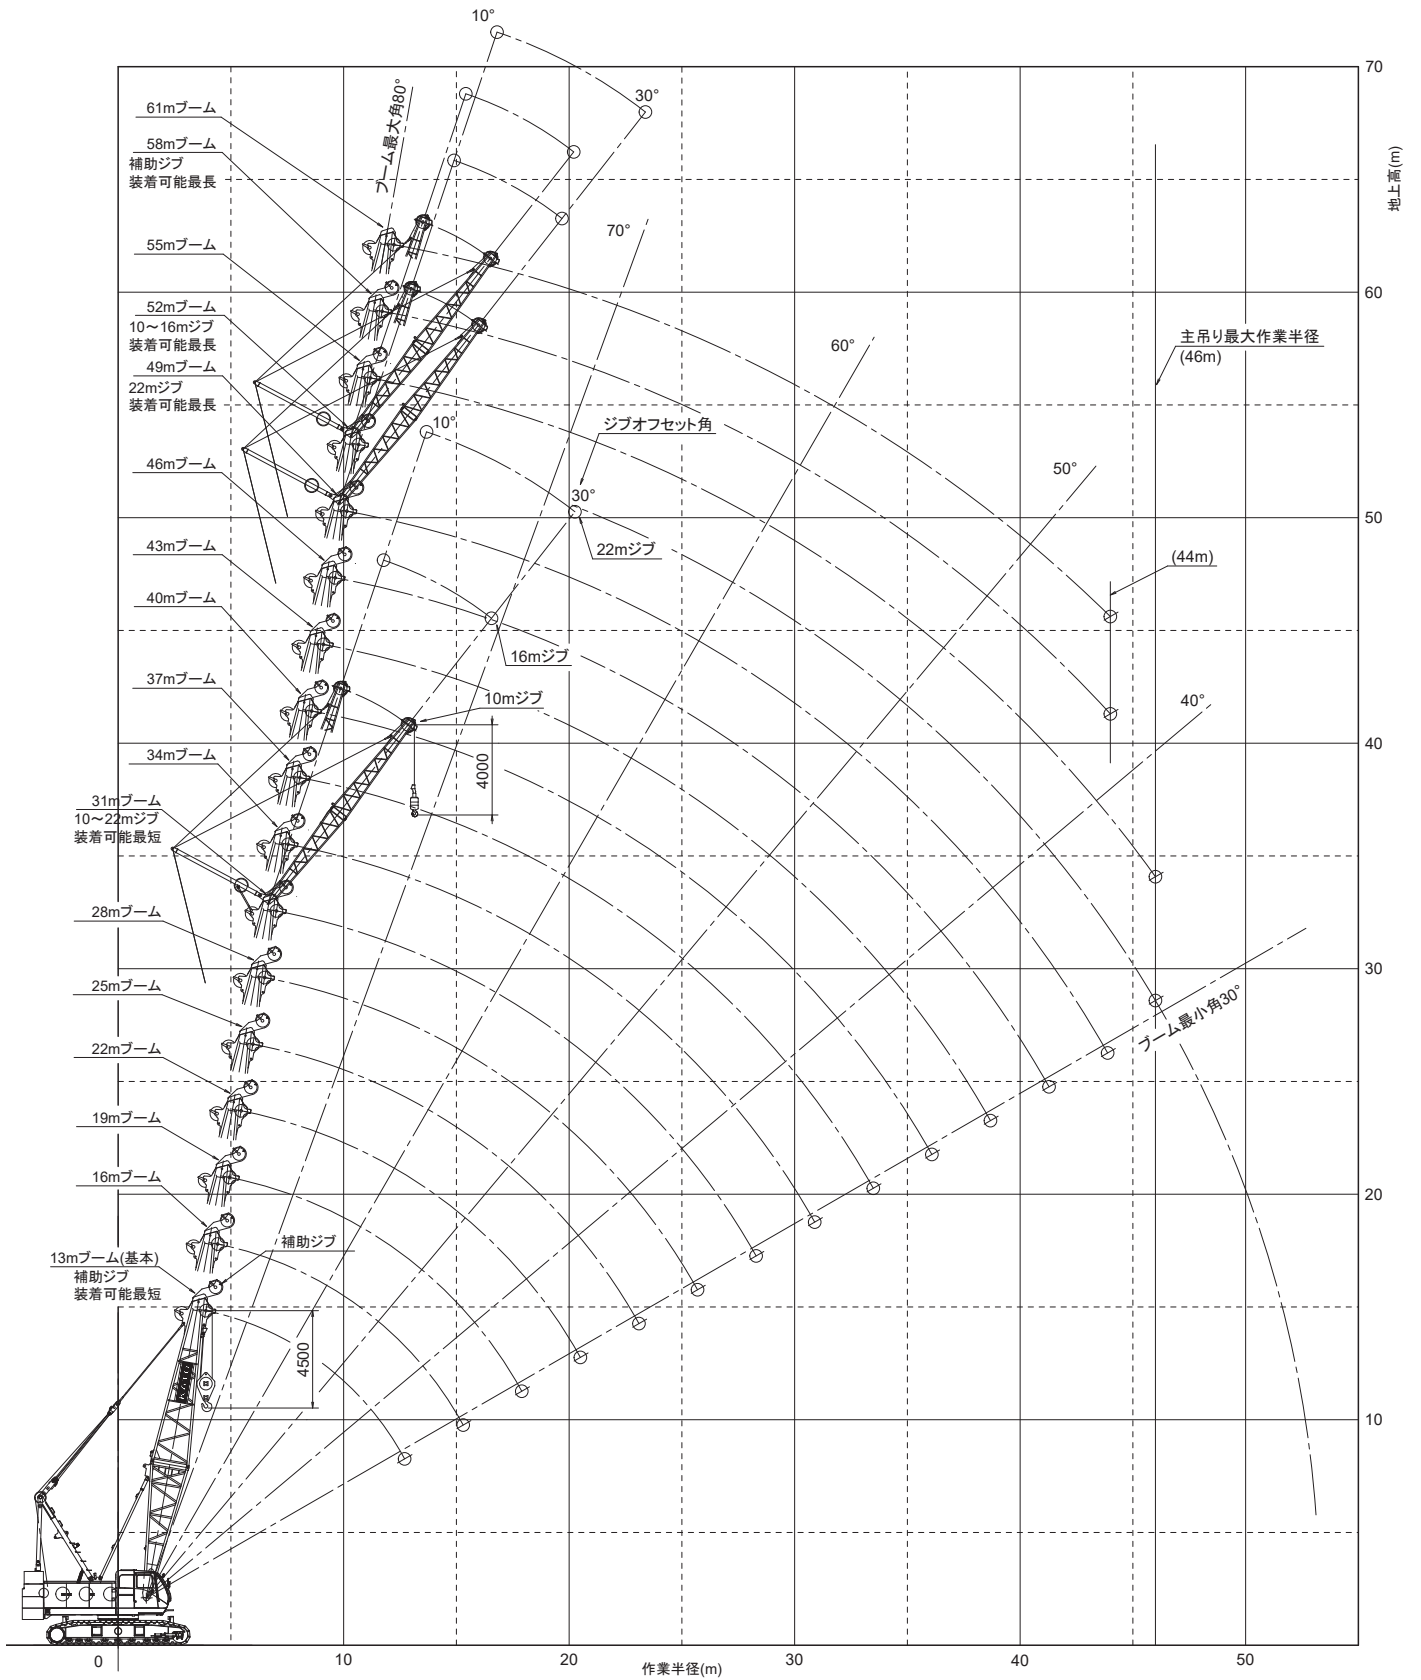 10°
70
61mブーム
ブーム最大角80°
30°
58mブーム
補助ジブ
装着可能最長
地上高(m)
55mブーム
70°
60
52mブーム
10～16mジブ
装着可能最長
60°
主吊り最大作業半径
(46m)
49mブーム
22mジブ
装着可能最長
10°
ジブオフセット角
46mブーム
50°
30°
50
22mジブ
43mブーム
(44m)
40mブーム
16mジブ
37mブーム
10mジブ
40°
34mブーム
40
4000
31mブーム
10～22mジブ
装着可能最短
28mブーム
30
25mブーム
ブーム最小角30°
22mブーム
19mブーム
16mブーム
20
13mブーム(基本)
補助ジブ
装着可能最短
補助ジブ
4500
10
0
10
20
30
40
50
作業半径(m)